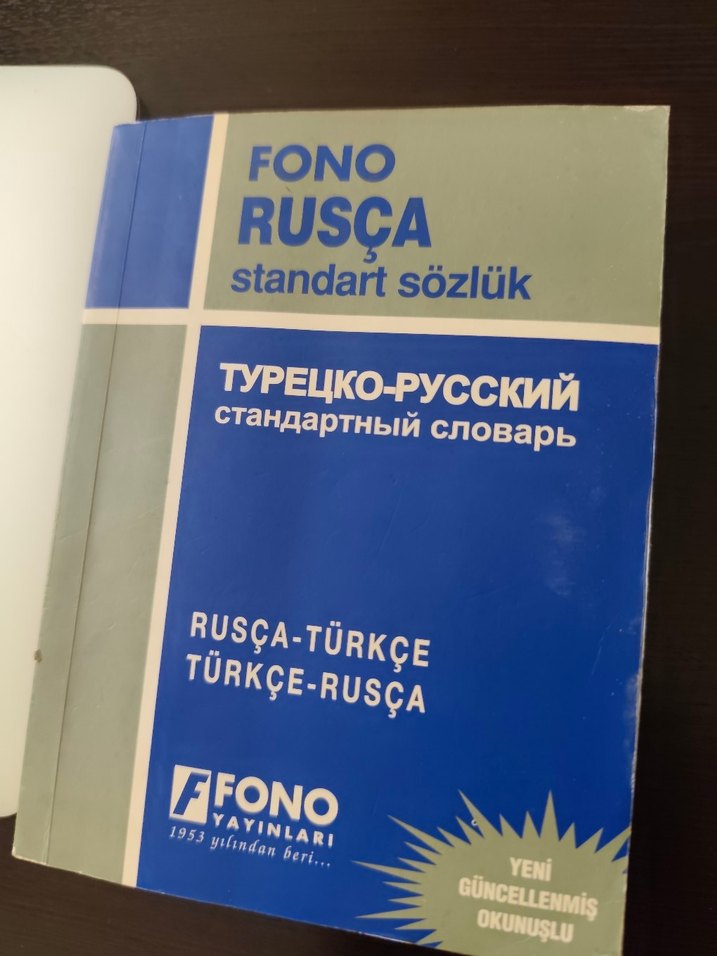 FONO
RUSÇA
standart sözlük
ТУРЕЦКО-РУССКИЙ
стандартный словарь
RUSÇA-TÜRKÇE
TÜRKÇE-RUSÇA
FONO
YAYINLARI
1953 yılından beri...
YENİ
GÜNCELLENMİŞ
OKUNUŞLU